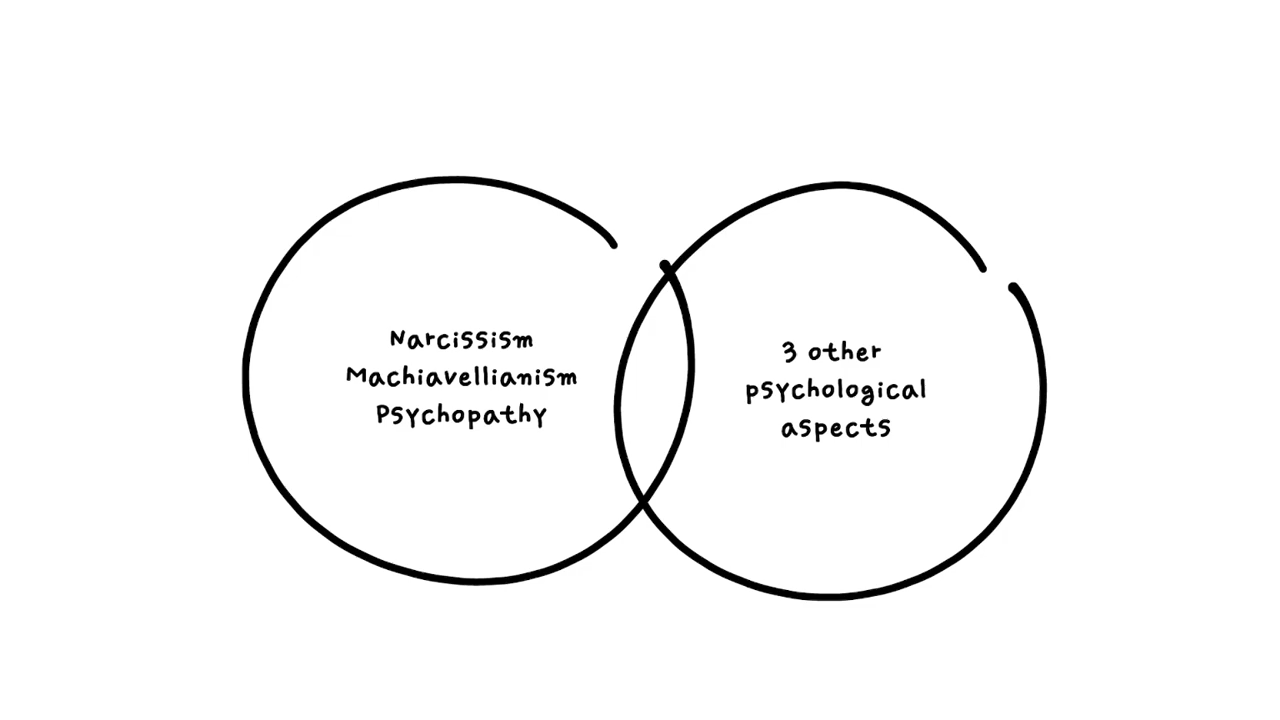 Narcissism
Machiavellianism
Psychopathy
3 other
psychological
aspects